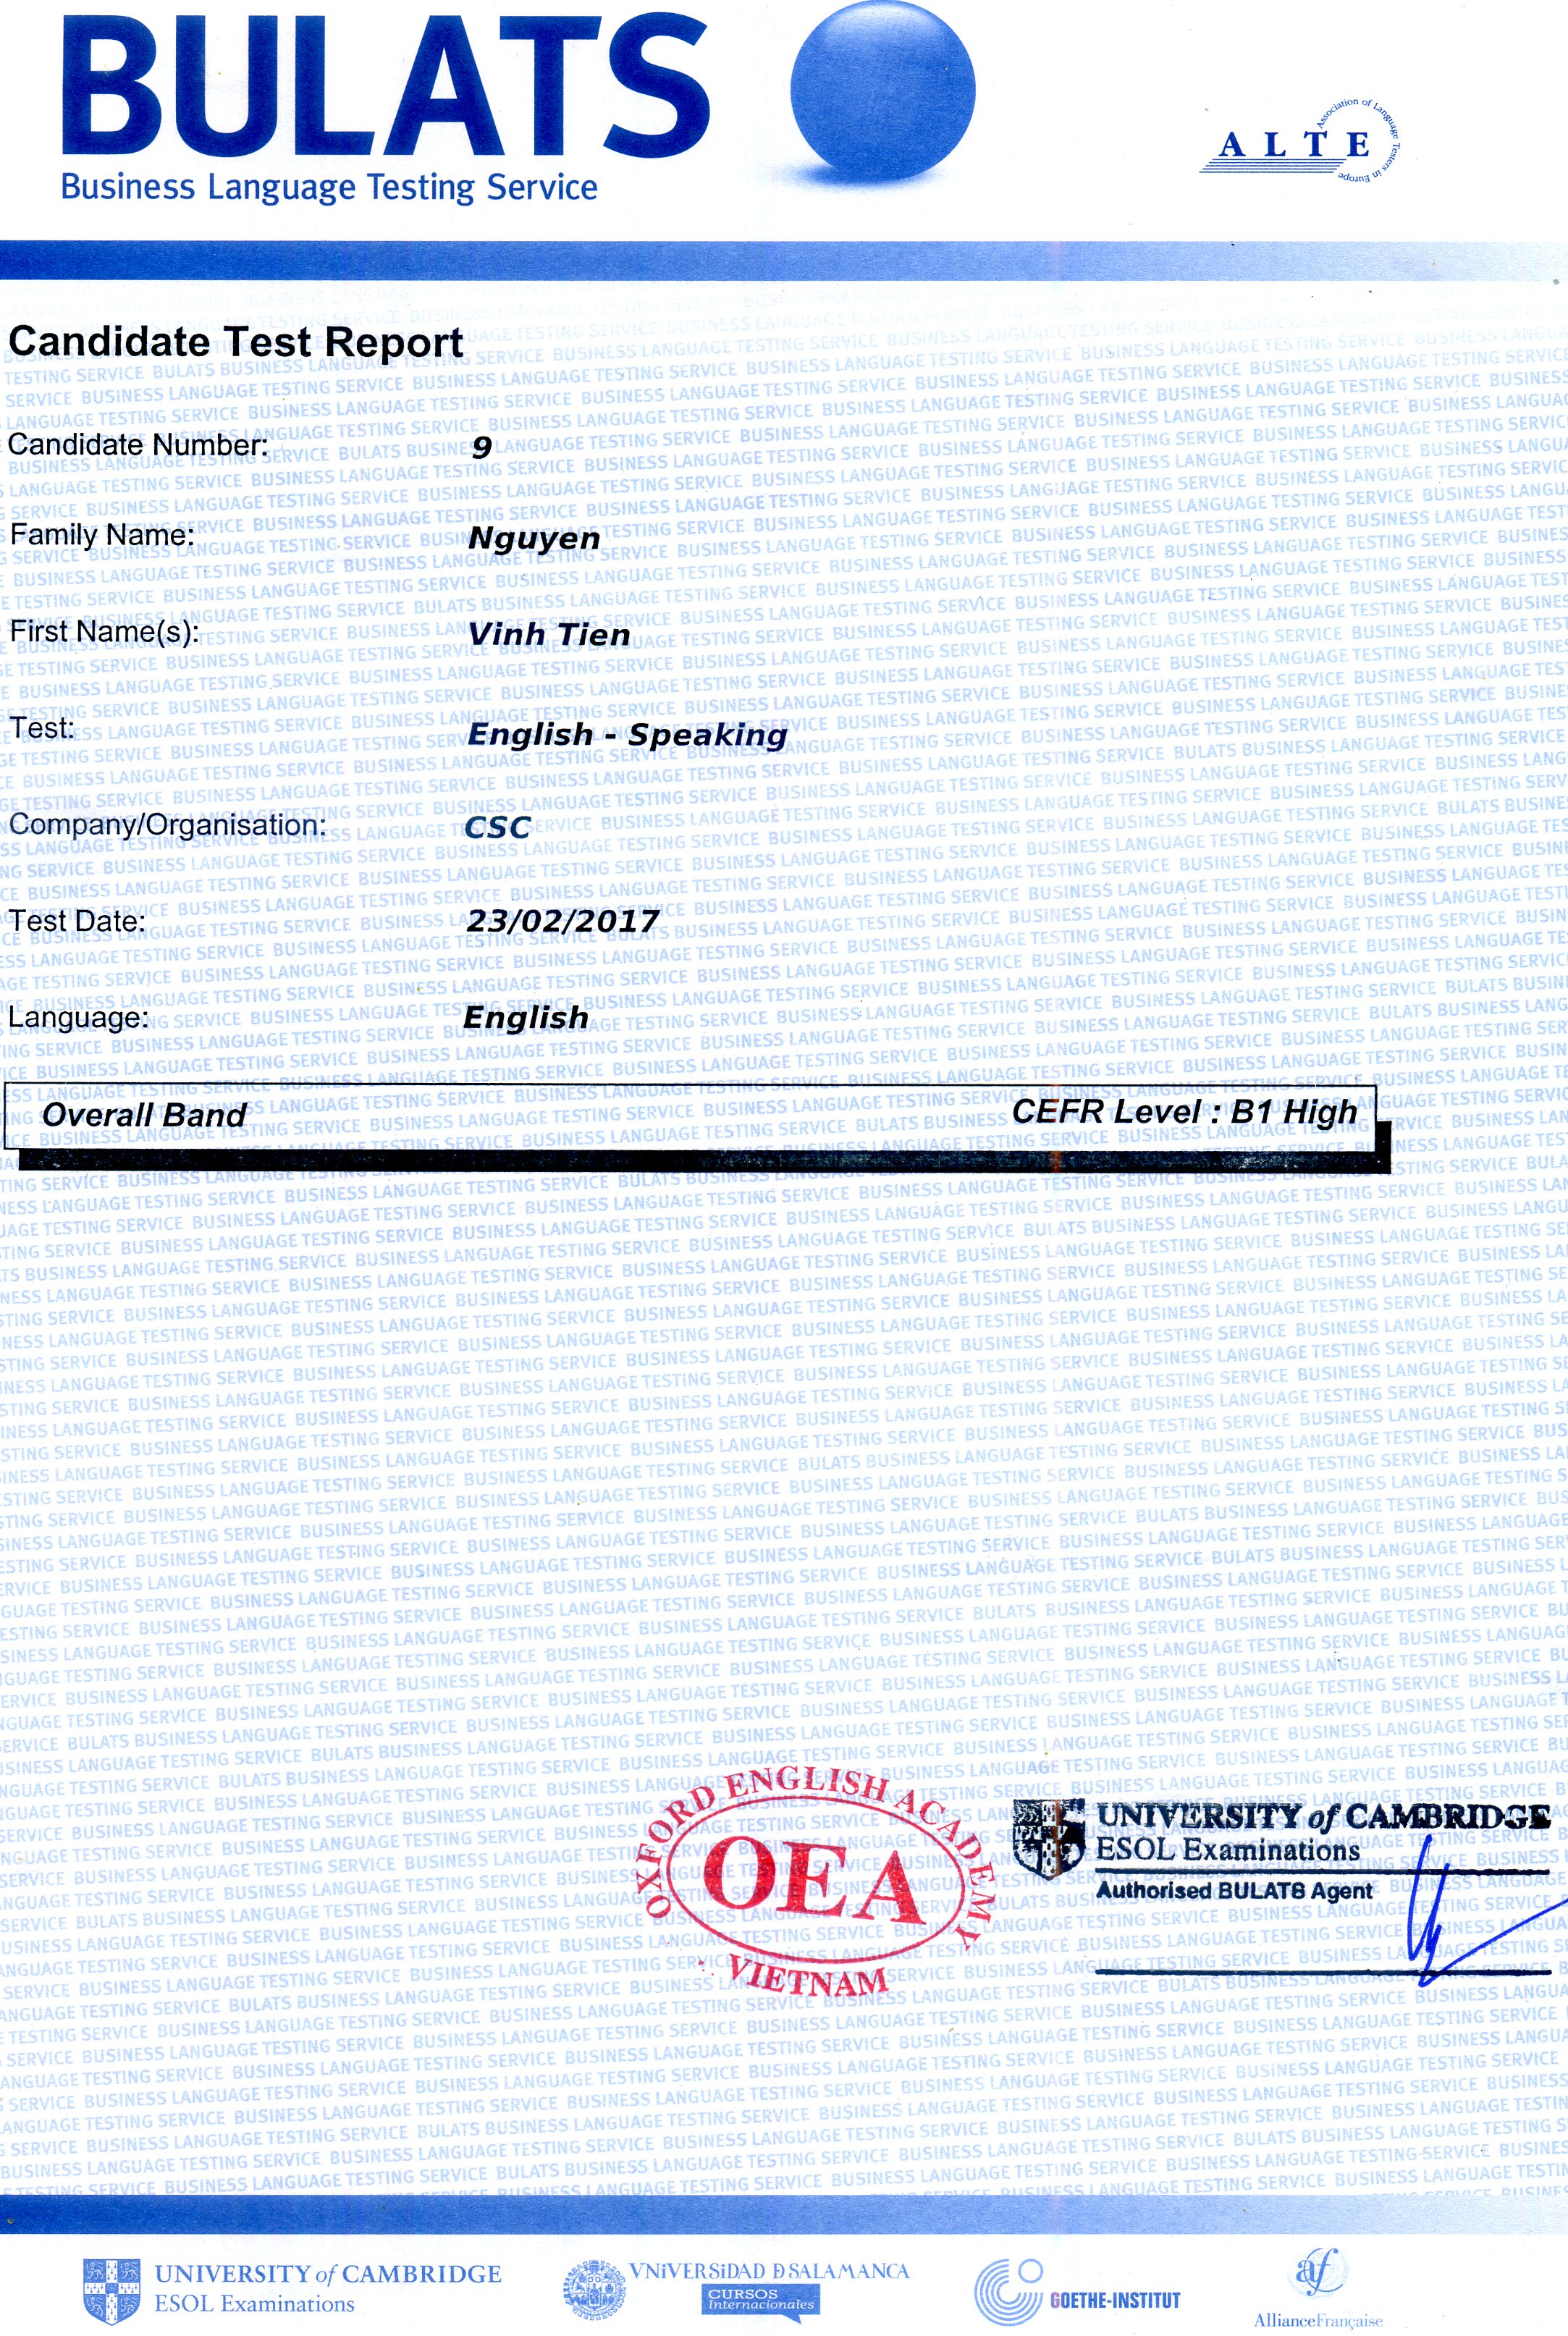 BULATS
Business Language Testing Service
ALTE
Association of Language Testers in Europe
Candidate Test Report
Candidate Number: 9
Family Name: Nguyen
First Name(s): Vinh Tien
Test: English - Speaking
Company/Organisation: CSC
Test Date: 23/02/2017
Language: English
Overall Band CEFR Level : B1 High
OXFORD ENGLISH ACADEMY
OEA
VIETNAM
UNIVERSITY of CAMBRIDGE
ESOL Examinations
Authorised BULATS Agent
UNIVERSITY of CAMBRIDGE
ESOL Examinations
VNiVERSiDAD D SALAMANCA
CURSOS
Internacionales
GOETHE-INSTITUT
af
AllianceFrançaise